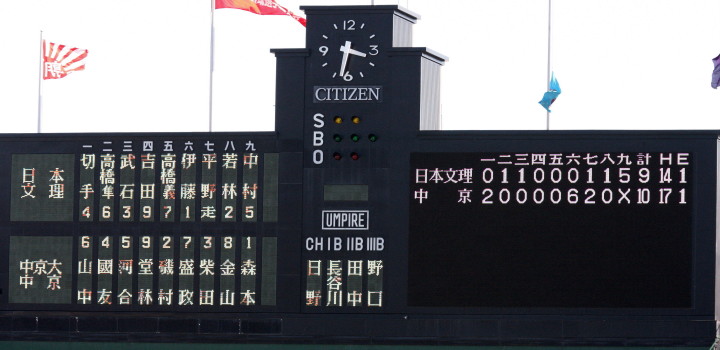 12
3
6
9
CITIZEN
S
B
O
UMPIRE
CH IB IIB IIIB
日野 長谷川 田中 野口
一 二 三 四 五 六 七 八 九
日本文理
切手 高橋隼 武石 吉田 高橋義 伊藤 平野 若林 中村
4 6 3 9 7 1 走 2 5
中京大中京
6 4 5 9 2 7 3 8 1
山中 國友 河合 堂林 磯村 盛政 柴田 金山 森本
一二三四五六七八九計HE
日本文理 0 1 1 0 0 0 1 1 5 9 14 1
中京 2 0 0 0 0 6 2 0 X 10 17 1